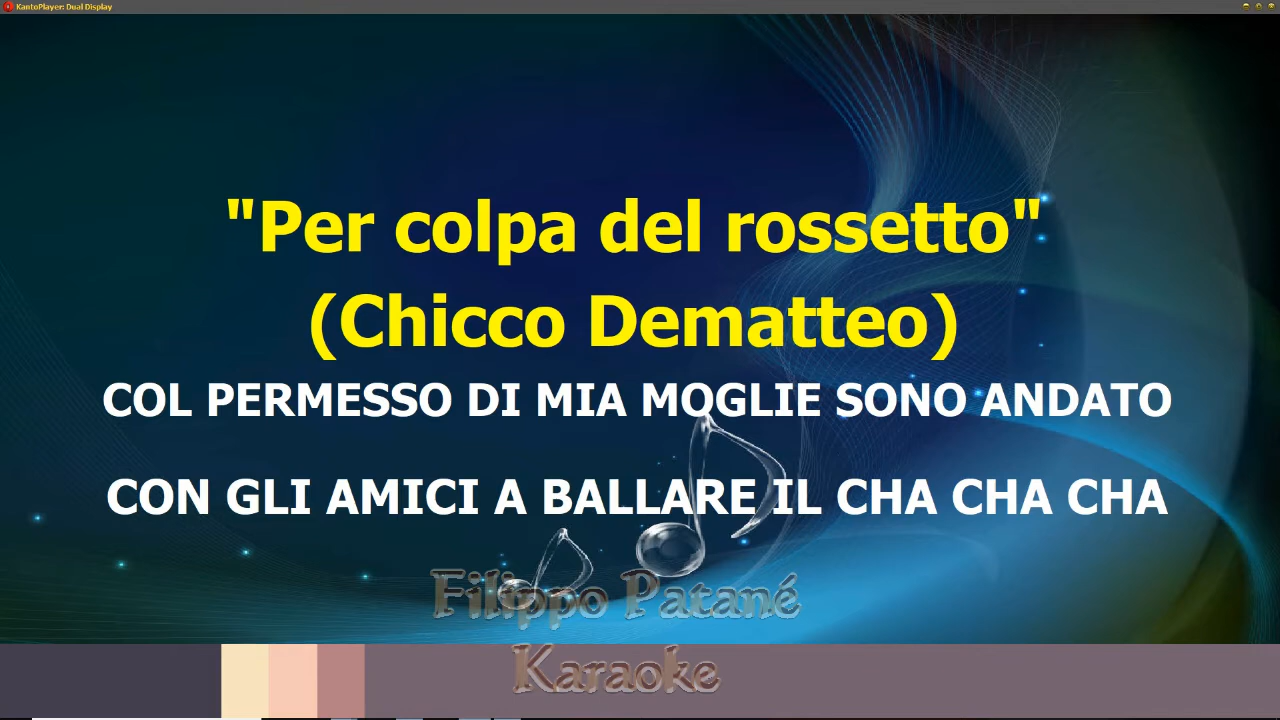 KantoPlayer: Dual Display
"Per colpa del rossetto"
(Chicco Dematteo)
COL PERMESSO DI MIA MOGLIE SONO ANDATO
CON GLI AMICI A BALLARE IL CHA CHA CHA
Filippo Patané
Karaoke